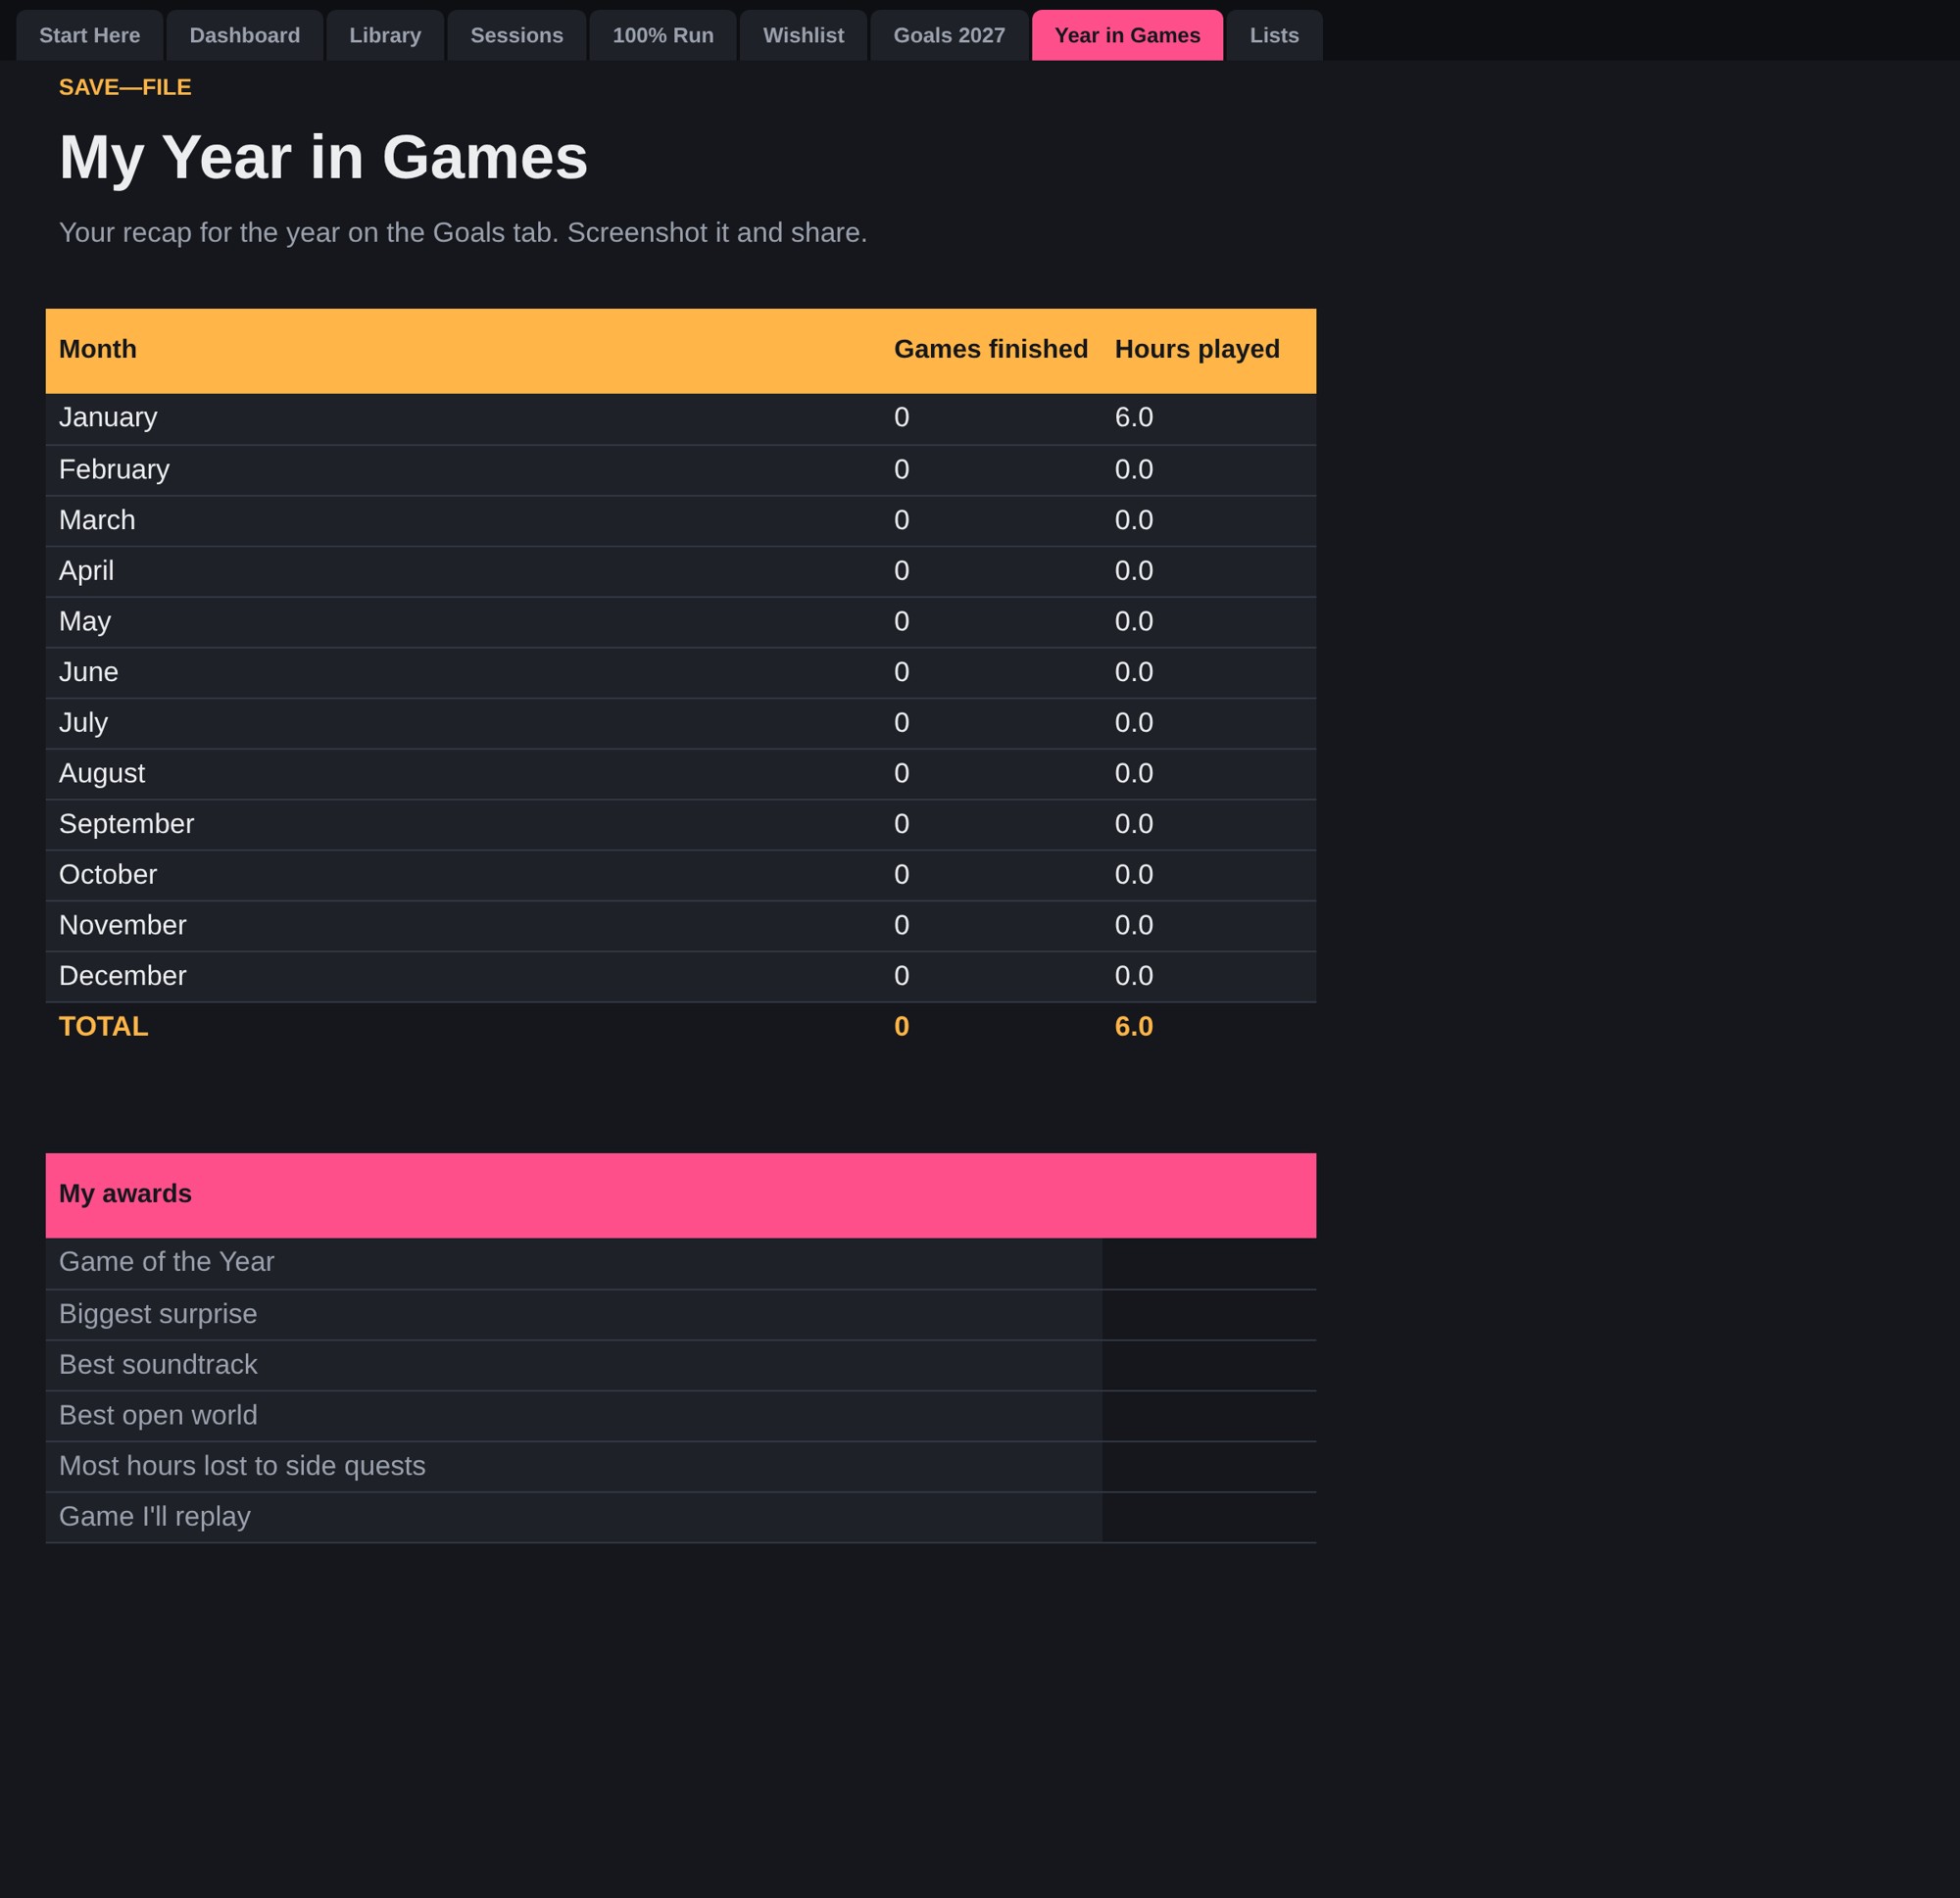 Start Here Dashboard Library Sessions 100% Run Wishlist Goals 2027 Year in Games Lists
SAVE—FILE
My Year in Games
Your recap for the year on the Goals tab. Screenshot it and share.
Month Games finished Hours played
January 0 6.0
February 0 0.0
March 0 0.0
April 0 0.0
May 0 0.0
June 0 0.0
July 0 0.0
August 0 0.0
September 0 0.0
October 0 0.0
November 0 0.0
December 0 0.0
TOTAL 0 6.0
My awards
Game of the Year
Biggest surprise
Best soundtrack
Best open world
Most hours lost to side quests
Game I'll replay